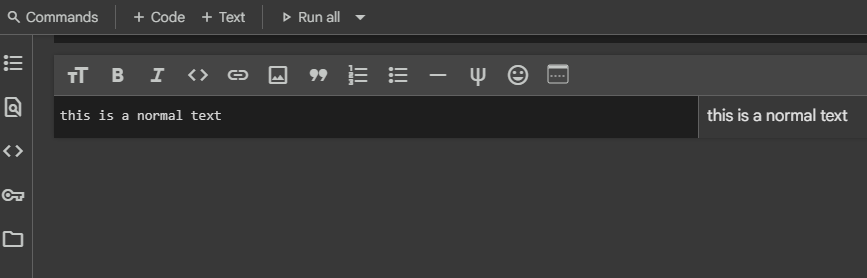 Commands + Code + Text Run all
this is a normal text
this is a normal text